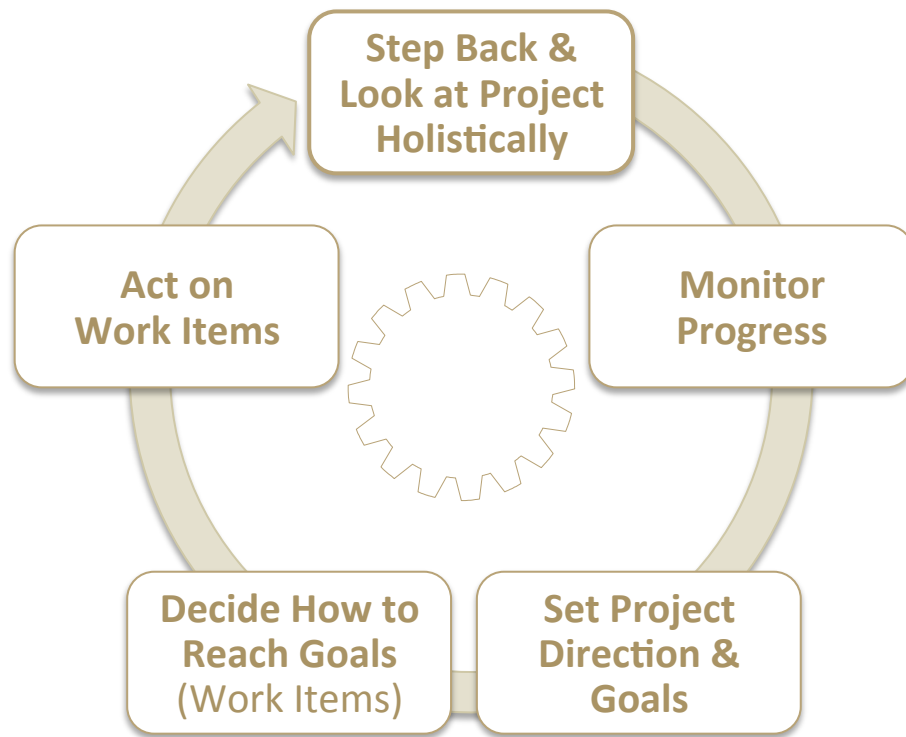 Step Back &
Look at Project
Holistically
Monitor
Progress
Set Project
Direction &
Goals
Decide How to
Reach Goals
(Work Items)
Act on
Work Items